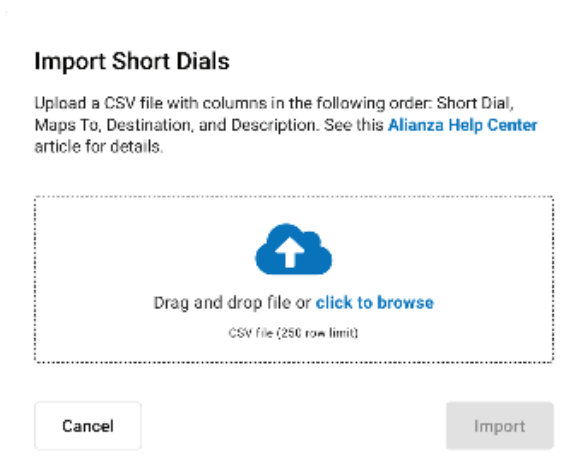 Import Short Dials
Upload a CSV file with columns in the following order: Short Dial,
Maps To, Destination, and Description. See this Alianza Help Center
article for details.
Drag and drop file or click to browse
CSV file (250 row limit)
Cancel
Import